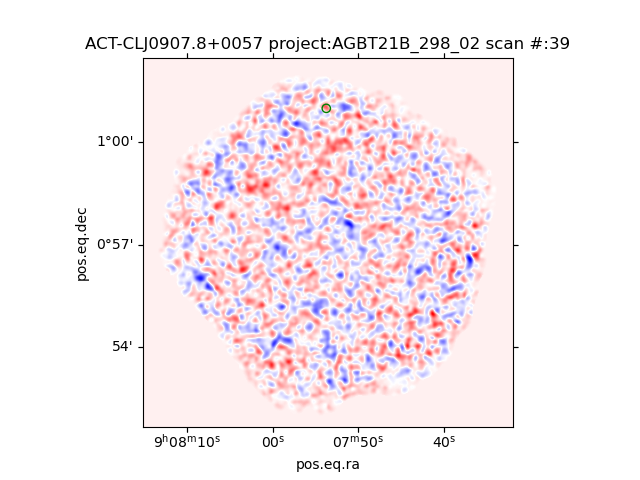 ACT-CLJ0907.8+0057 project:AGBT21B_298_02 scan #:39
1°00'
0°57'
54'
pos.eq.dec
9ʰ08ᵐ10ˢ 00ˢ 07ᵐ50ˢ 40ˢ
pos.eq.ra